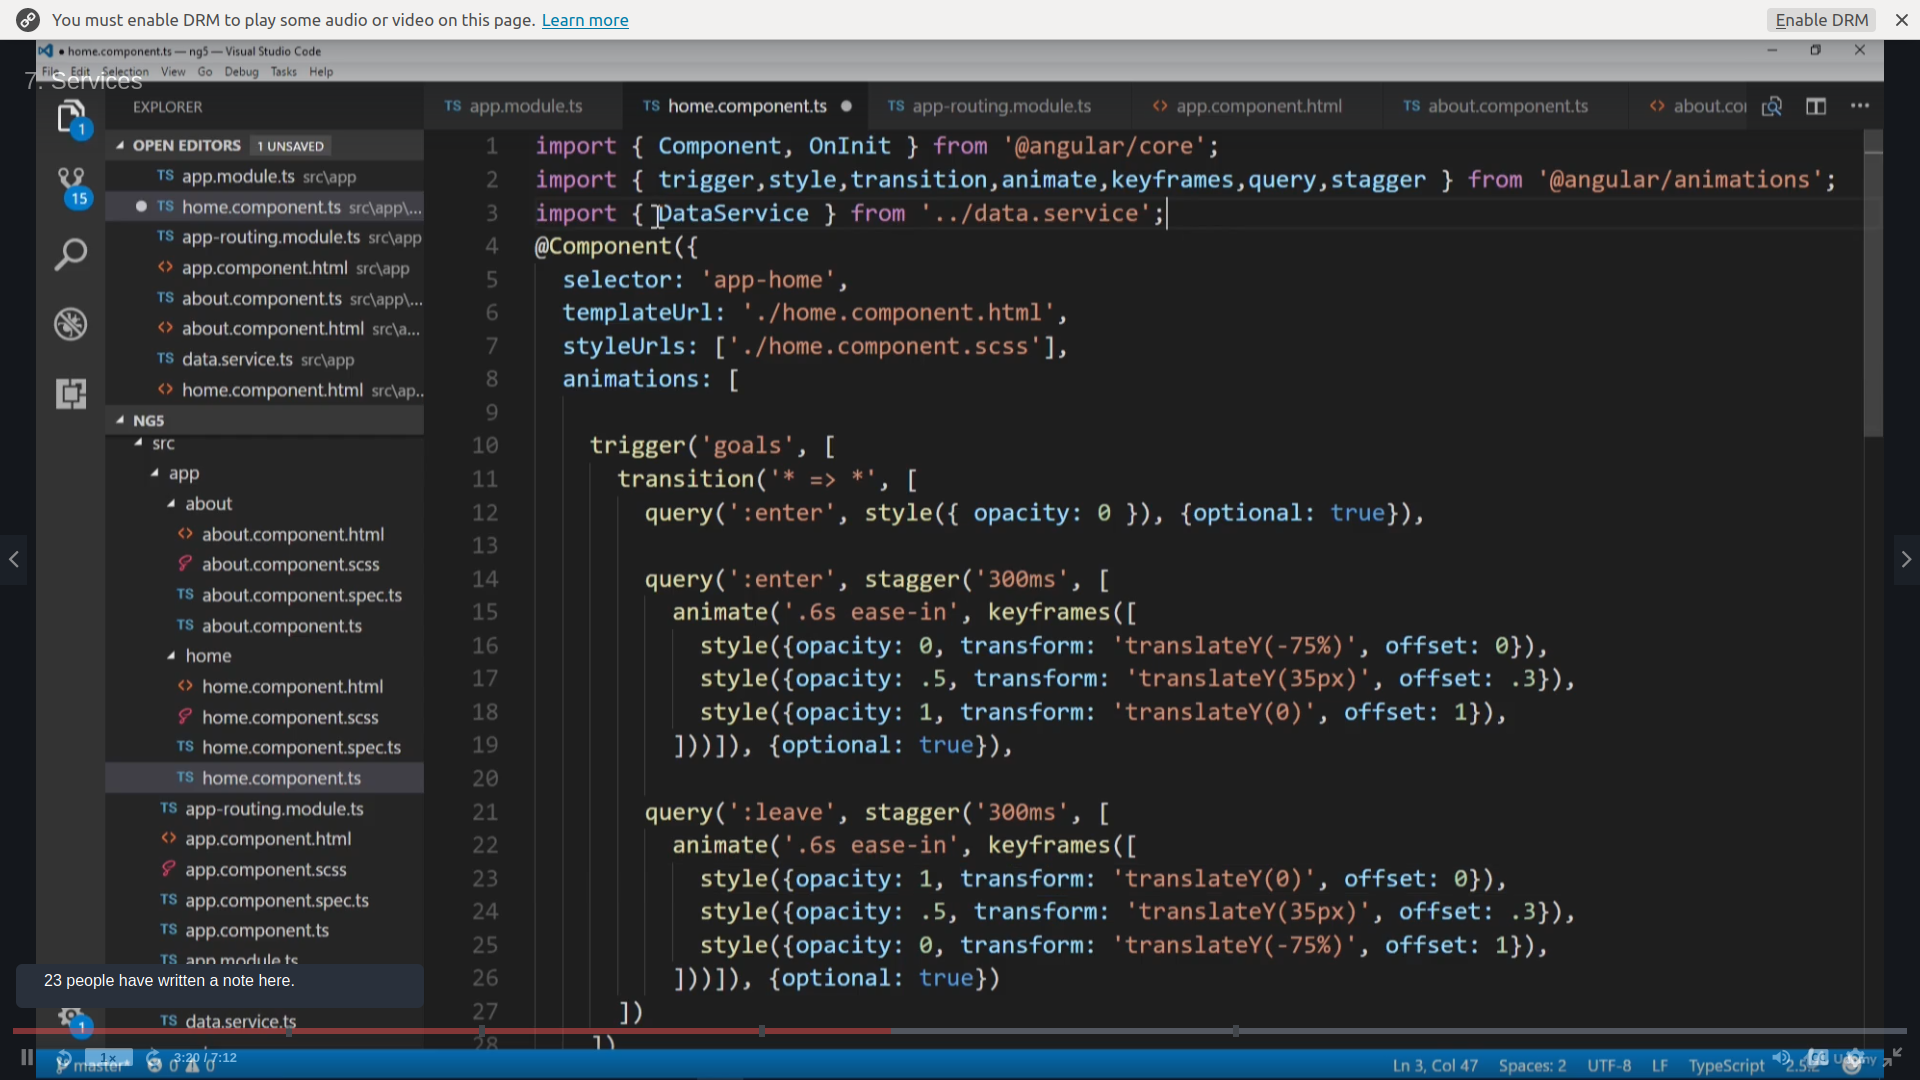 You must enable DRM to play some audio or video on this page. Learn more
Enable DRM
● home.component.ts — ng5 — Visual Studio Code
File Edit Selection View Go Debug Tasks Help
7. Services
EXPLORER
OPEN EDITORS 1 UNSAVED
TS app.module.ts src\app
TS home.component.ts src\app\...
TS app-routing.module.ts src\app
<> app.component.html src\app
TS about.component.ts src\app\...
<> about.component.html src\a...
TS data.service.ts src\app
<> home.component.html src\ap...
NG5
src
app
about
<> about.component.html
about.component.scss
TS about.component.spec.ts
TS about.component.ts
home
<> home.component.html
home.component.scss
TS home.component.spec.ts
TS home.component.ts
TS app-routing.module.ts
<> app.component.html
app.component.scss
TS app.component.spec.ts
TS app.component.ts
app.module.ts
TS data.service.ts
1
15
1
TS app.module.ts
TS home.component.ts ●
TS app-routing.module.ts
<> app.component.html
TS about.component.ts
<> about.co
1 import { Component, OnInit } from '@angular/core';
2 import { trigger,style,transition,animate,keyframes,query,stagger } from '@angular/animations';
3 import { DataService } from '../data.service';
4 @Component({
5 selector: 'app-home',
6 templateUrl: './home.component.html',
7 styleUrls: ['./home.component.scss'],
8 animations: [
9
10 trigger('goals', [
11 transition('* => *', [
12 query(':enter', style({ opacity: 0 }), {optional: true}),
13
14 query(':enter', stagger('300ms', [
15 animate('.6s ease-in', keyframes([
16 style({opacity: 0, transform: 'translateY(-75%)', offset: 0}),
17 style({opacity: .5, transform: 'translateY(35px)', offset: .3}),
18 style({opacity: 1, transform: 'translateY(0)', offset: 1}),
19 ]))]), {optional: true}),
20
21 query(':leave', stagger('300ms', [
22 animate('.6s ease-in', keyframes([
23 style({opacity: 1, transform: 'translateY(0)', offset: 0}),
24 style({opacity: .5, transform: 'translateY(35px)', offset: .3}),
25 style({opacity: 0, transform: 'translateY(-75%)', offset: 1}),
26 ]))]), {optional: true})
27 ])
28 ])
23 people have written a note here.
1x
3:20 / 7:12
master* 0 0
Ln 3, Col 47 Spaces: 2 UTF-8 LF TypeScript 2.5.2
Udemy